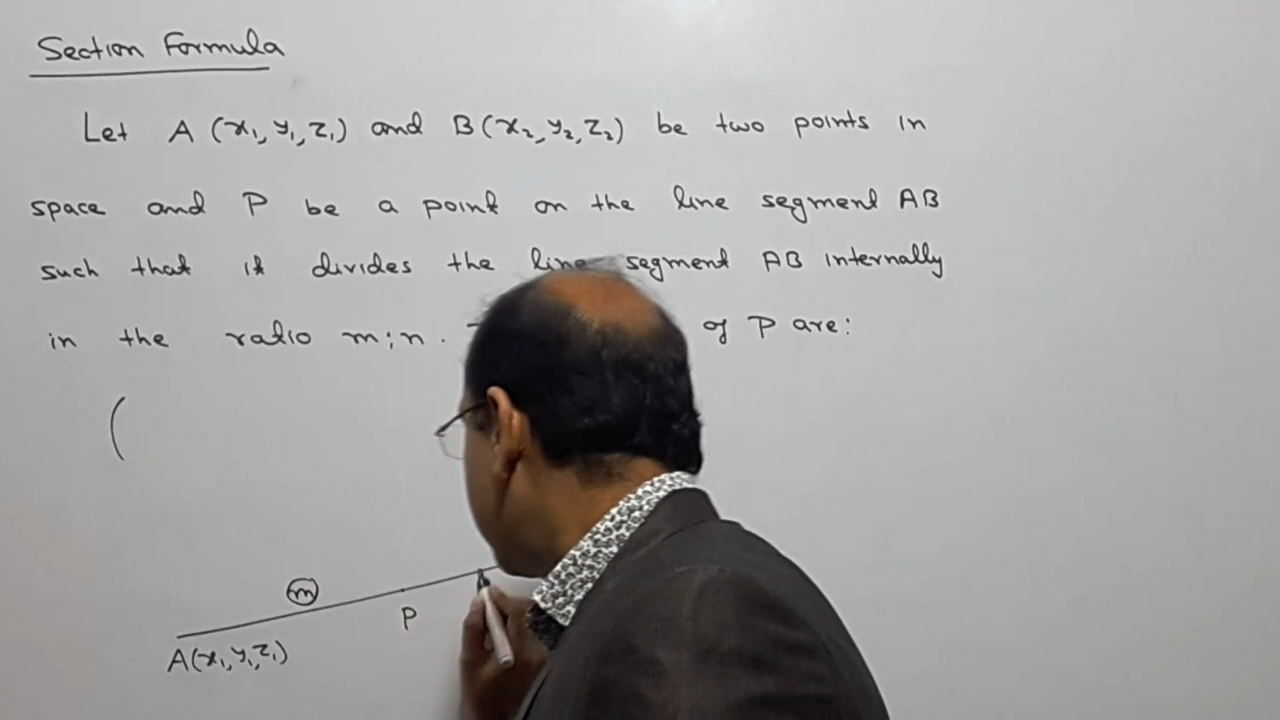 Section Formula
Let A (x₁, y₁, z₁) and B (x₂, y₂, z₂) be two points in
space and P be a point on the line segment AB
such that it divides the line segment AB internally
in the ratio m:n. of P are:
(
m
P
A(x₁, y₁, z₁)